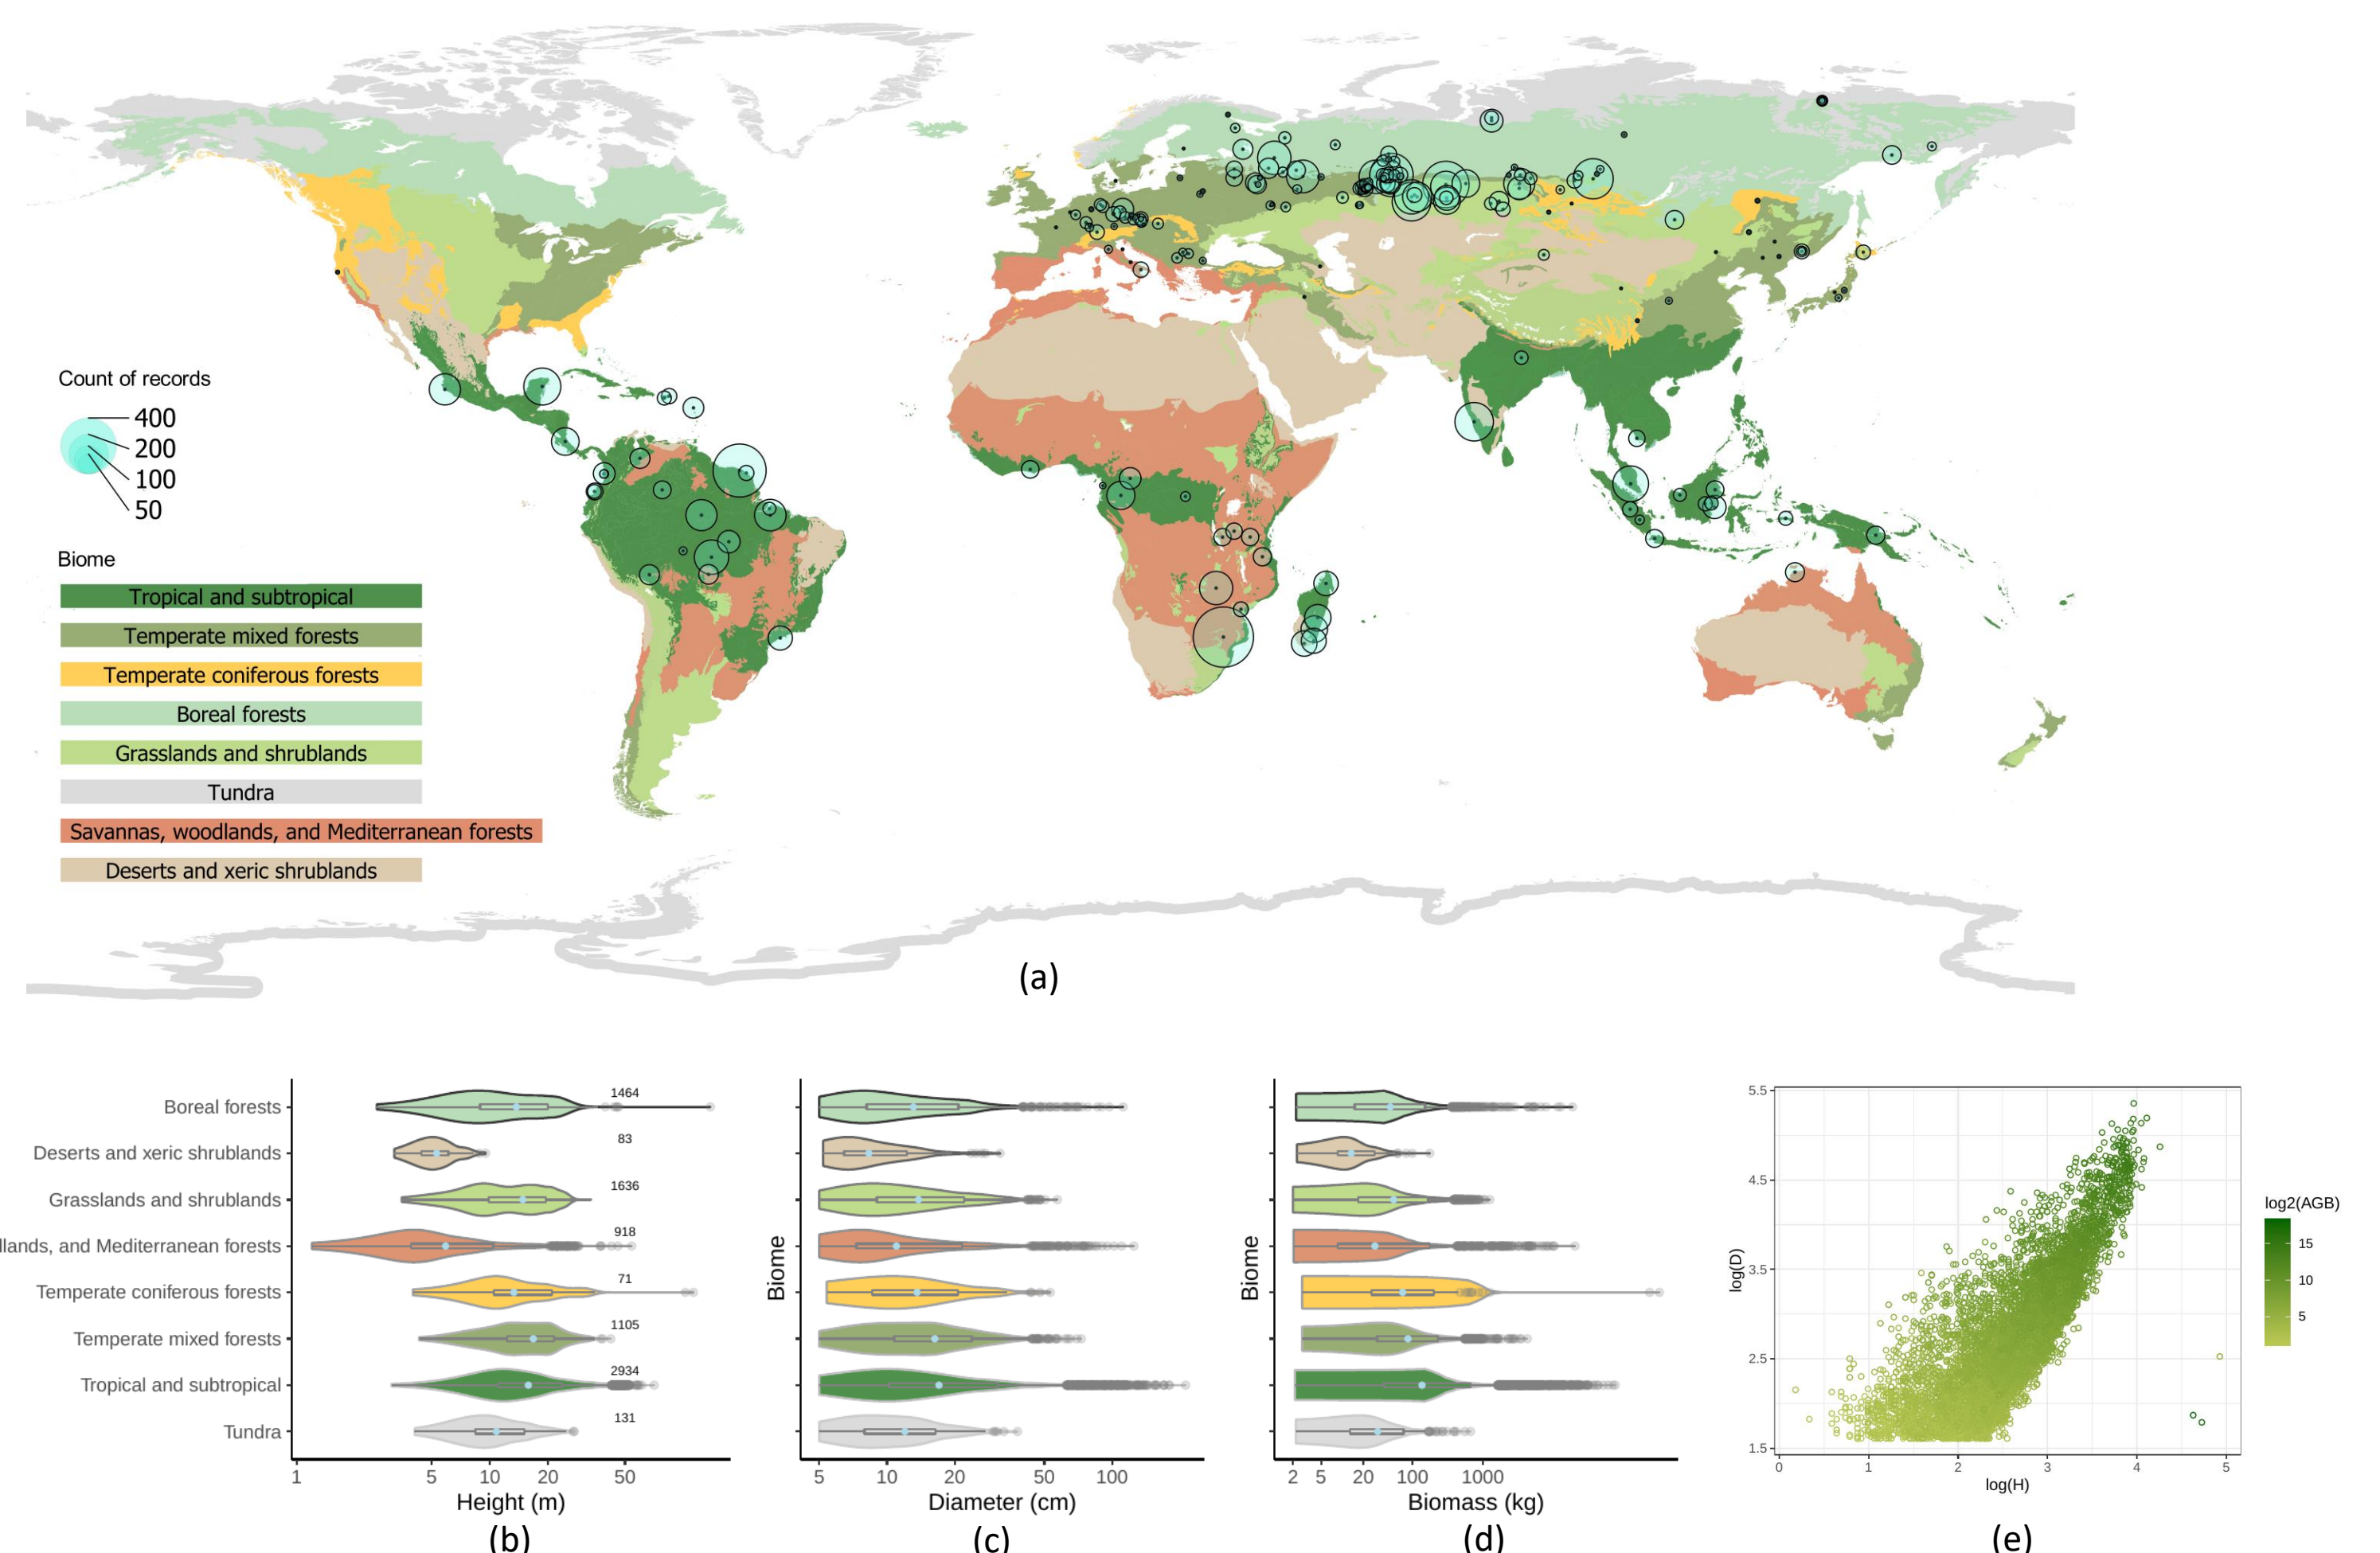 Count of records
400
200
100
50
Biome
Tropical and subtropical
Temperate mixed forests
Temperate coniferous forests
Boreal forests
Grasslands and shrublands
Tundra
Savannas, woodlands, and Mediterranean forests
Deserts and xeric shrublands
(a)
Boreal forests
Deserts and xeric shrublands
Grasslands and shrublands
llands, and Mediterranean forests
Temperate coniferous forests
Temperate mixed forests
Tropical and subtropical
Tundra
1464
83
1636
918
71
1105
2934
131
1 5 10 20 50
Height (m)
(b)
Biome
5 10 20 50 100
Diameter (cm)
(c)
Biome
2 5 20 100 1000
Biomass (kg)
(d)
log(D)
5.5
4.5
3.5
2.5
1.5
0 1 2 3 4 5
log(H)
log2(AGB)
15
10
5
(e)